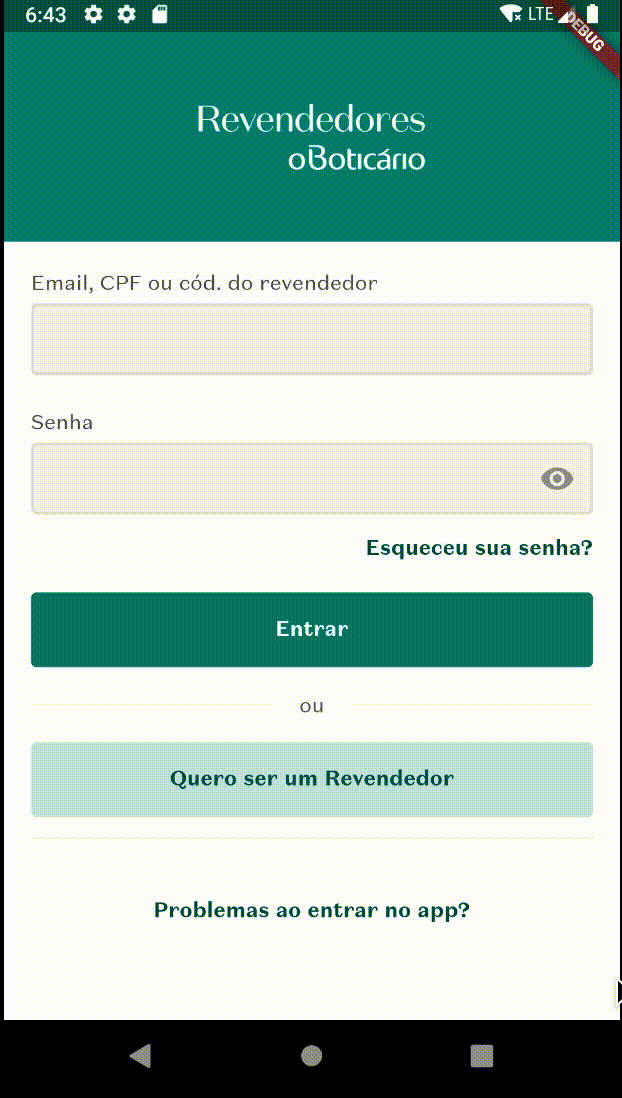 6:43 LTE
DEBUG
Revendedores
oBoticário
Email, CPF ou cód. do revendedor
Senha
Esqueceu sua senha?
Entrar
ou
Quero ser um Revendedor
Problemas ao entrar no app?